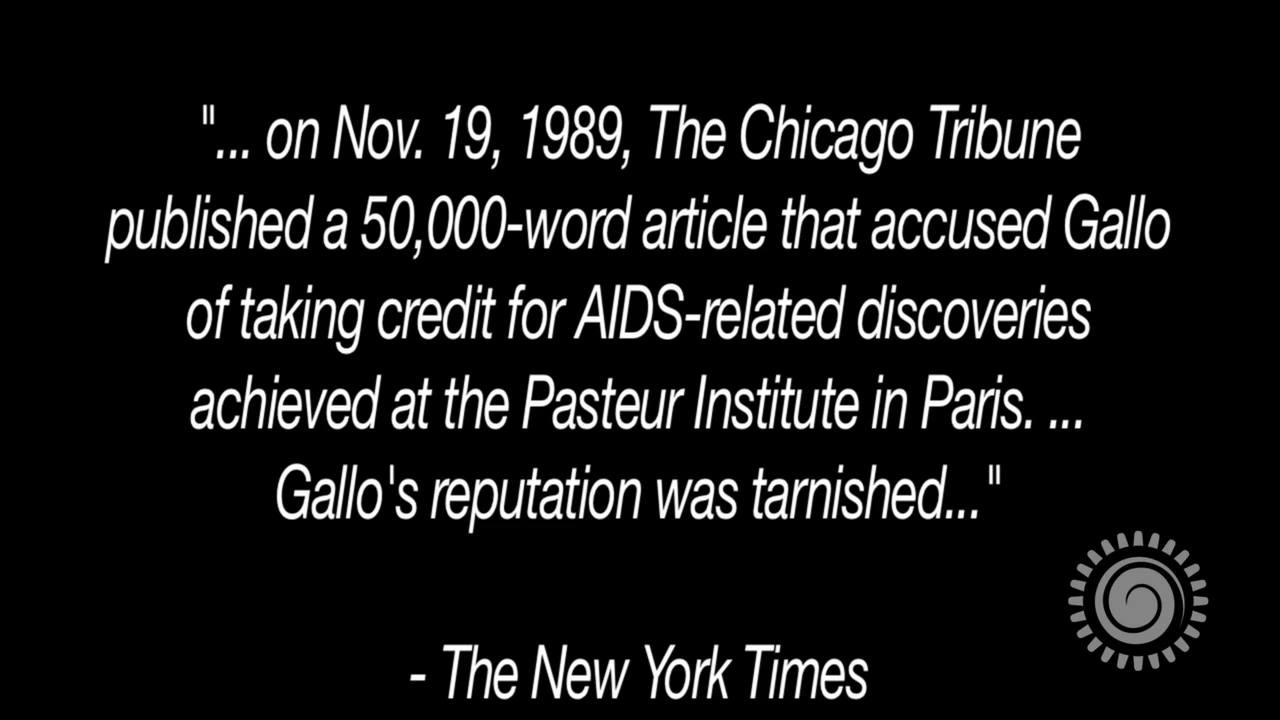 "... on Nov. 19, 1989, The Chicago Tribune
published a 50,000-word article that accused Gallo
of taking credit for AIDS-related discoveries
achieved at the Pasteur Institute in Paris. ...
Gallo's reputation was tarnished..."
- The New York Times